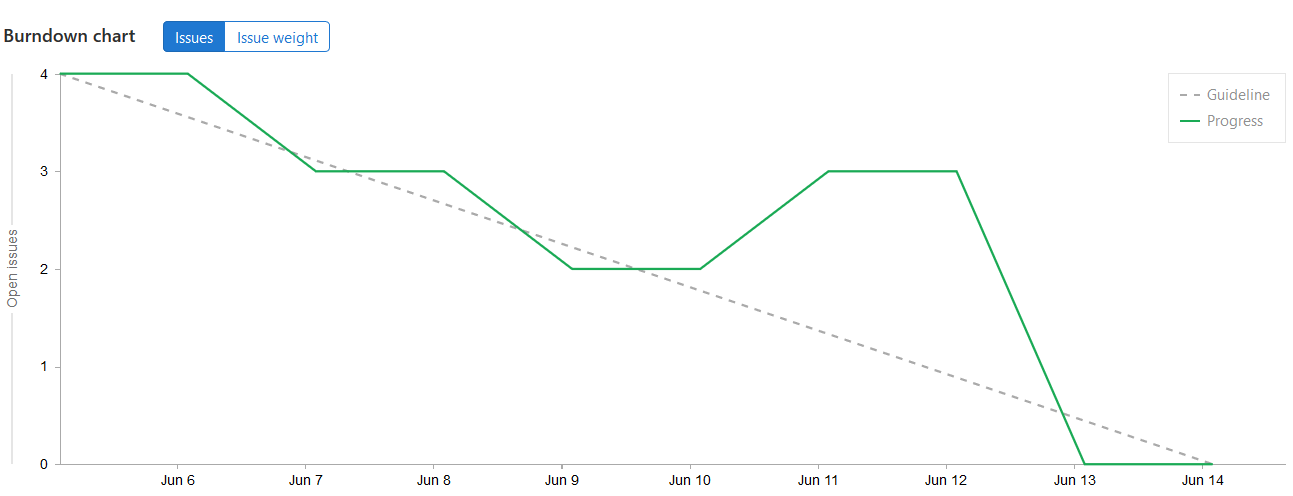 Burndown chart Issues Issue weight
Guideline
Progress
Open issues
4
3
2
1
0
Jun 6 Jun 7 Jun 8 Jun 9 Jun 10 Jun 11 Jun 12 Jun 13 Jun 14